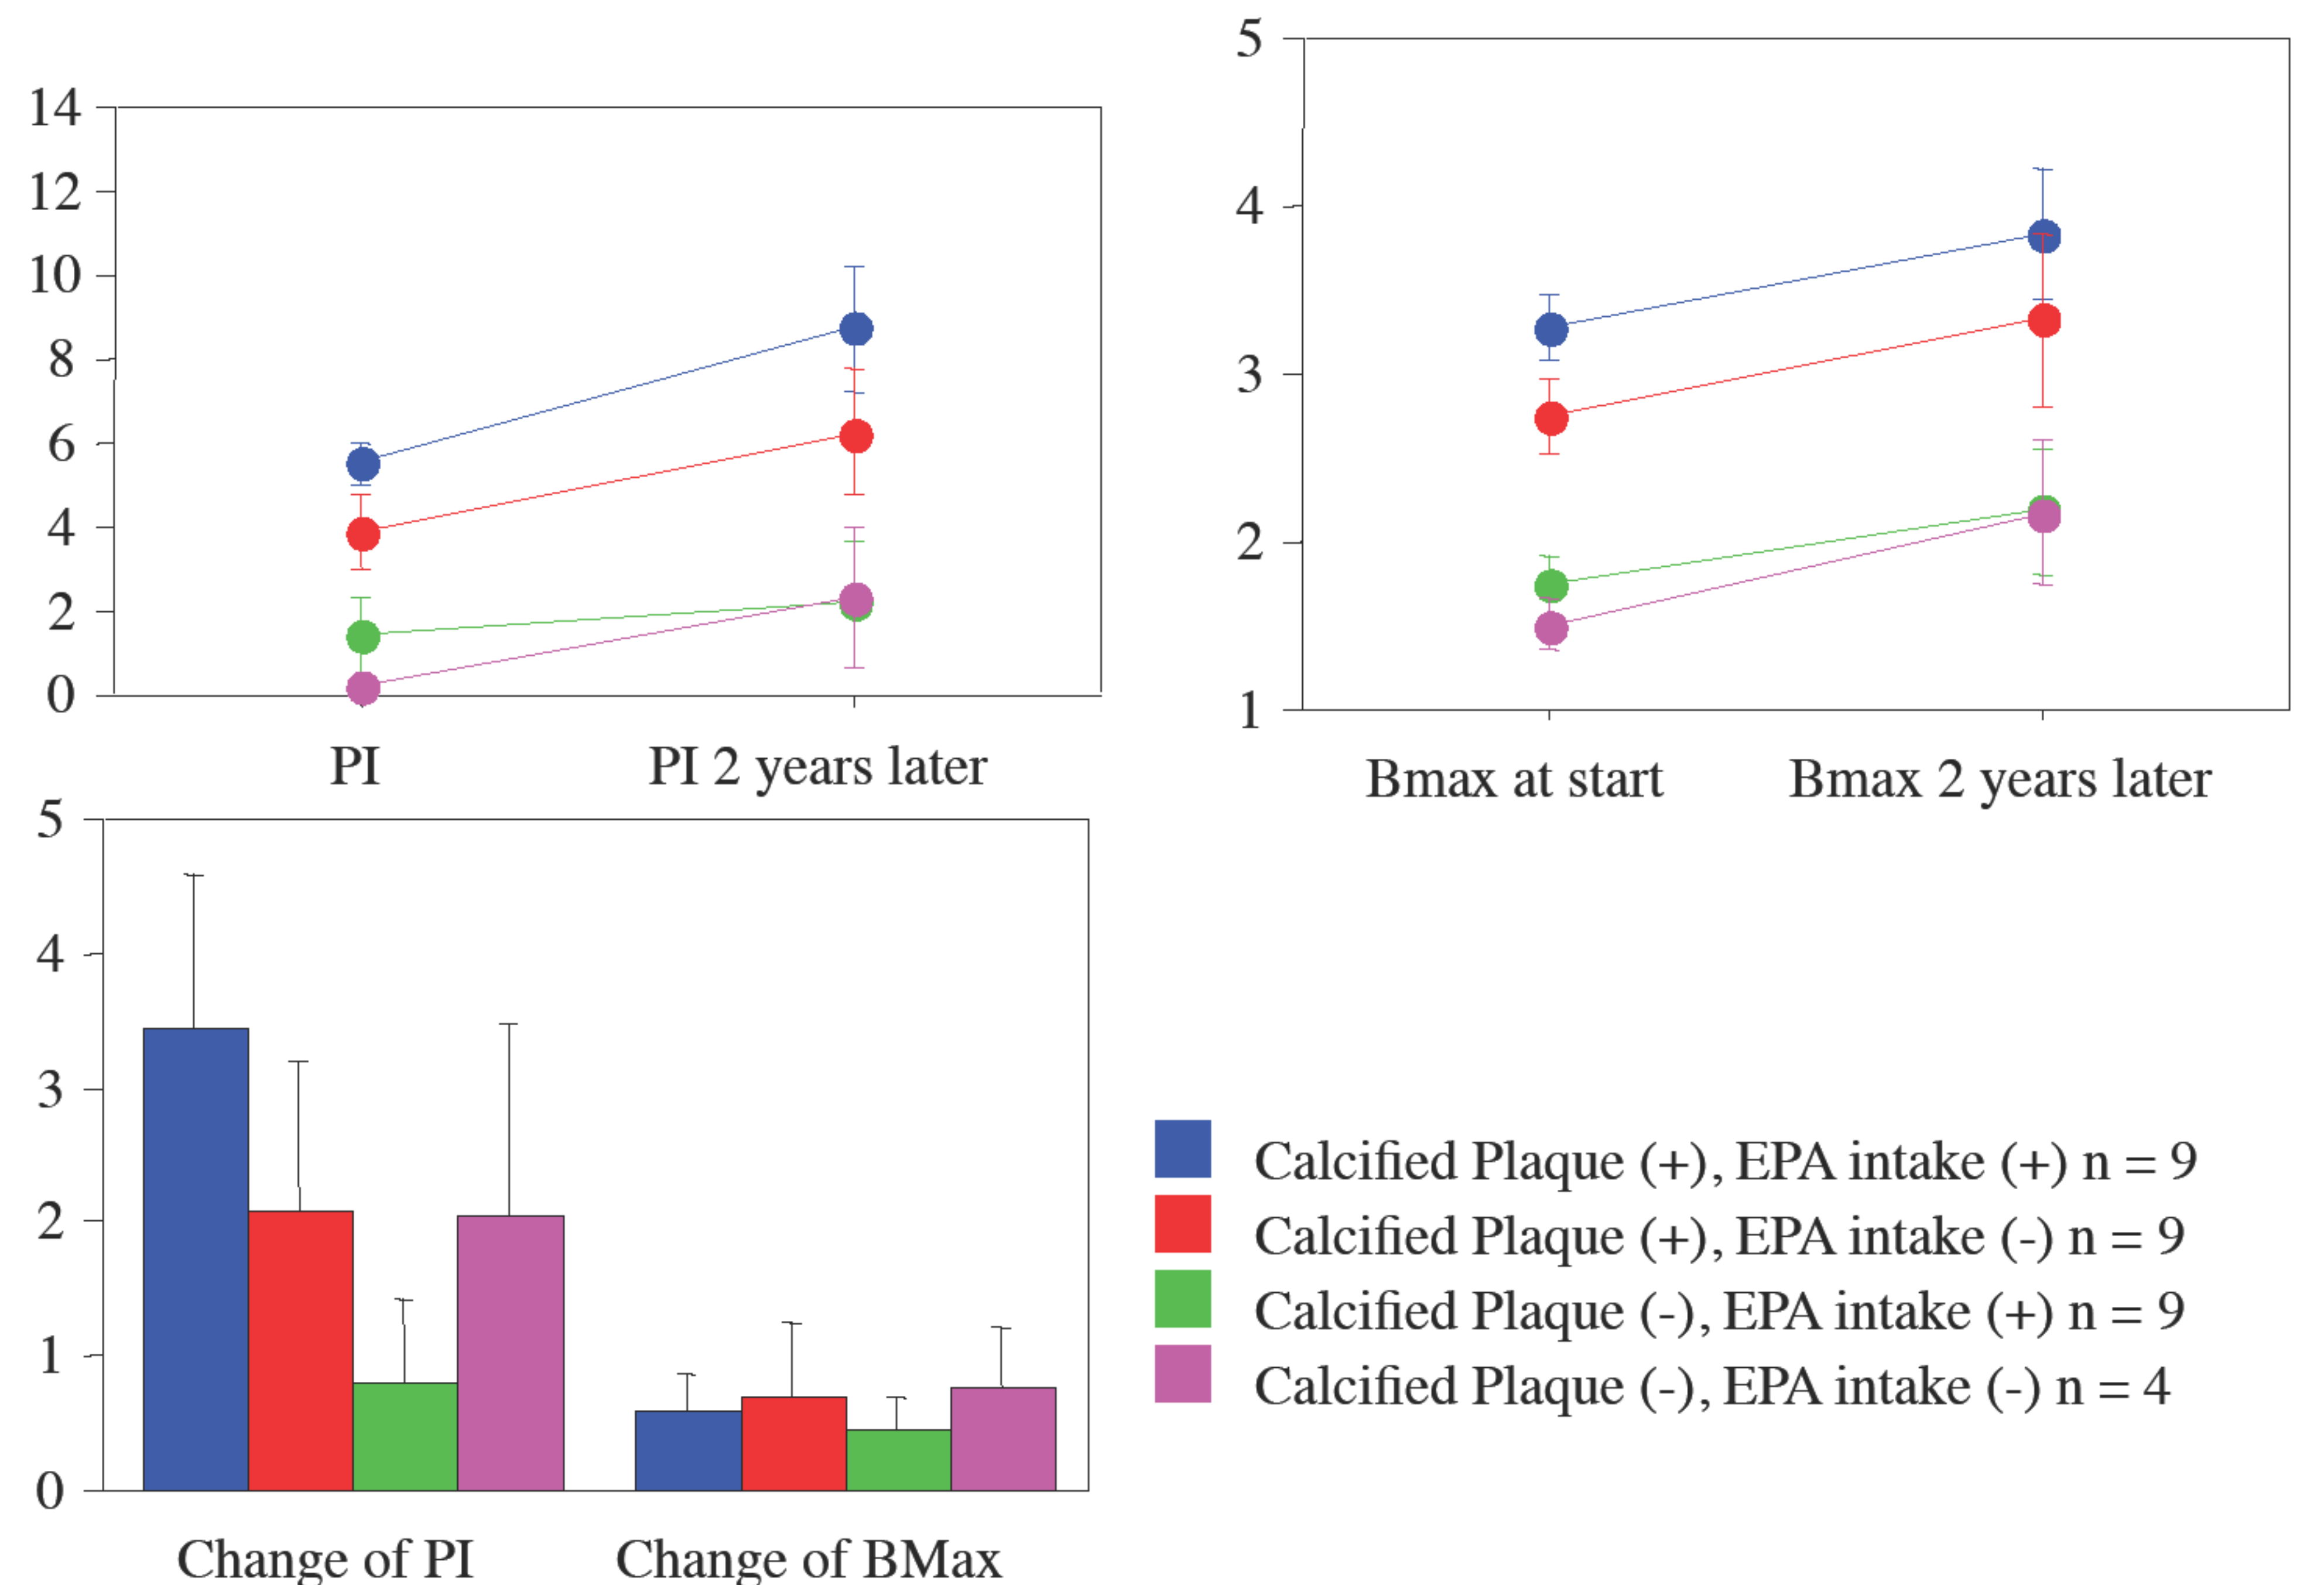 14
12
10
8
6
4
2
0
PI
PI 2 years later
5
4
3
2
1
Bmax at start
Bmax 2 years later
5
4
3
2
1
0
Change of PI
Change of BMax
Calcified Plaque (+), EPA intake (+) n = 9
Calcified Plaque (+), EPA intake (-) n = 9
Calcified Plaque (-), EPA intake (+) n = 9
Calcified Plaque (-), EPA intake (-) n = 4